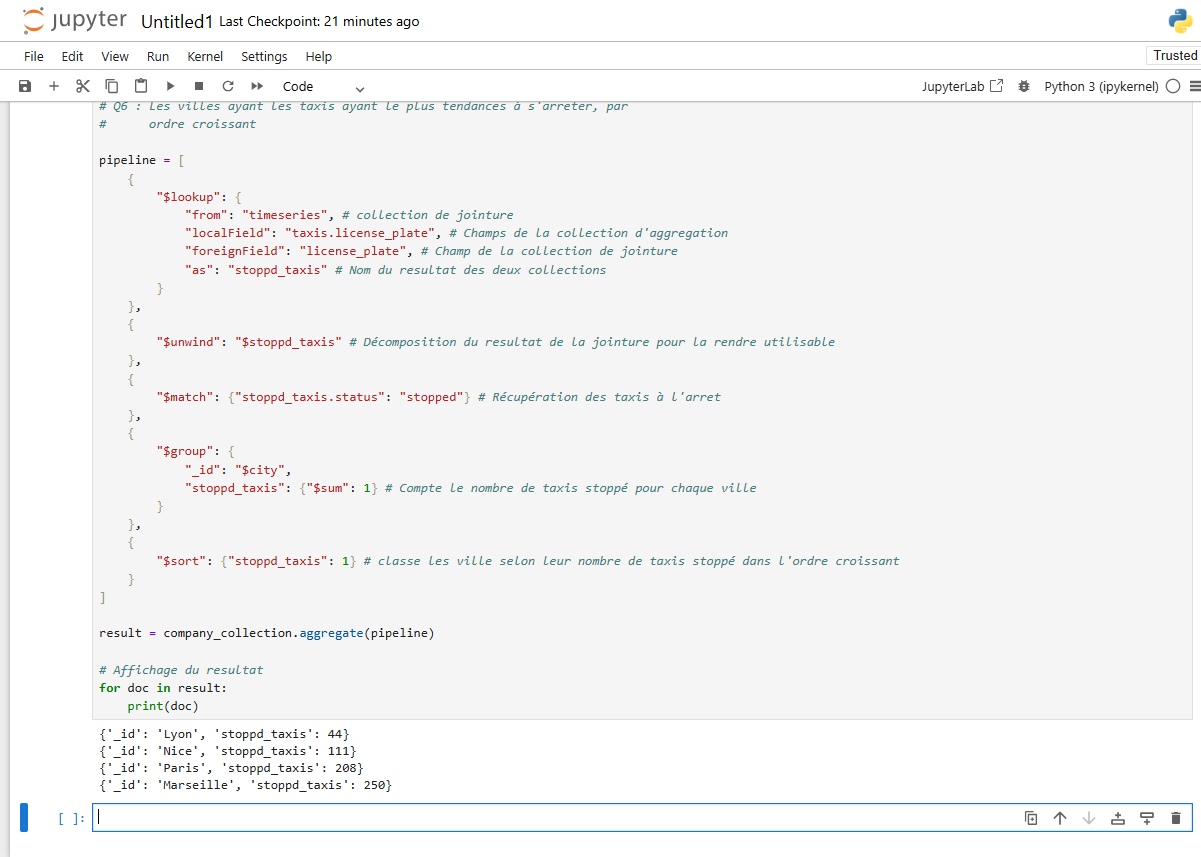 jupyter Untitled1 Last Checkpoint: 21 minutes ago
File Edit View Run Kernel Settings Help Trusted
Code JupyterLab Python 3 (ipykernel)
# Q6 : Les villes ayant les taxis ayant le plus tendances à s'arreter, par
#      ordre croissant
pipeline = [
    {
        "$lookup": {
            "from": "timeseries", # collection de jointure
            "localField": "taxis.license_plate", # Champs de la collection d'aggregation
            "foreignField": "license_plate", # Champ de la collection de jointure
            "as": "stoppd_taxis" # Nom du resultat des deux collections
        }
    },
    {
        "$unwind": "$stoppd_taxis" # Décomposition du resultat de la jointure pour la rendre utilisable
    },
    {
        "$match": {"stoppd_taxis.status": "stopped"} # Récupération des taxis à l'arret
    },
    {
        "$group": {
            "_id": "$city",
            "stoppd_taxis": {"$sum": 1} # Compte le nombre de taxis stoppé pour chaque ville
        }
    },
    {
        "$sort": {"stoppd_taxis": 1} # classe les ville selon leur nombre de taxis stoppé dans l'ordre croissant
    }
]
result = company_collection.aggregate(pipeline)
# Affichage du resultat
for doc in result:
    print(doc)
{'_id': 'Lyon', 'stoppd_taxis': 44}
{'_id': 'Nice', 'stoppd_taxis': 111}
{'_id': 'Paris', 'stoppd_taxis': 208}
{'_id': 'Marseille', 'stoppd_taxis': 250}
[ ]: